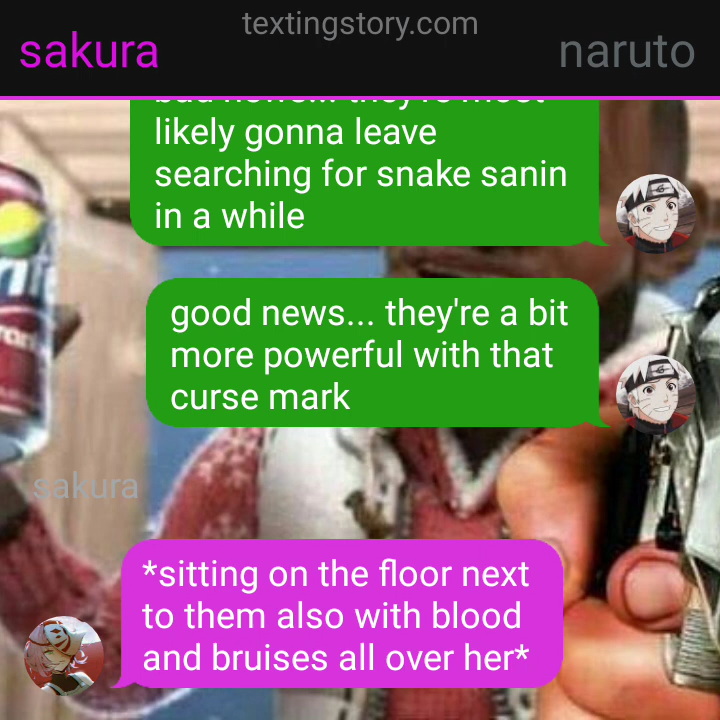 textingstory.com
sakura
naruto
likely gonna leave
searching for snake sanin
in a while
good news... they're a bit
more powerful with that
curse mark
sakura
*sitting on the floor next
to them also with blood
and bruises all over her*